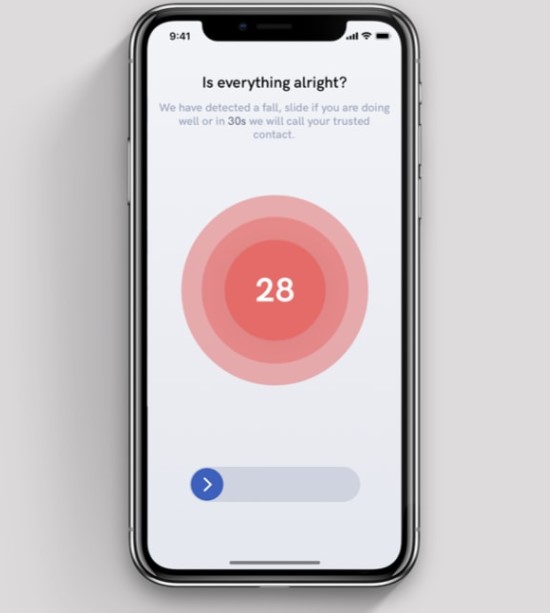 9:41
Is everything alright?
We have detected a fall, slide if you are doing
well or in 30s we will call your trusted
contact.
28